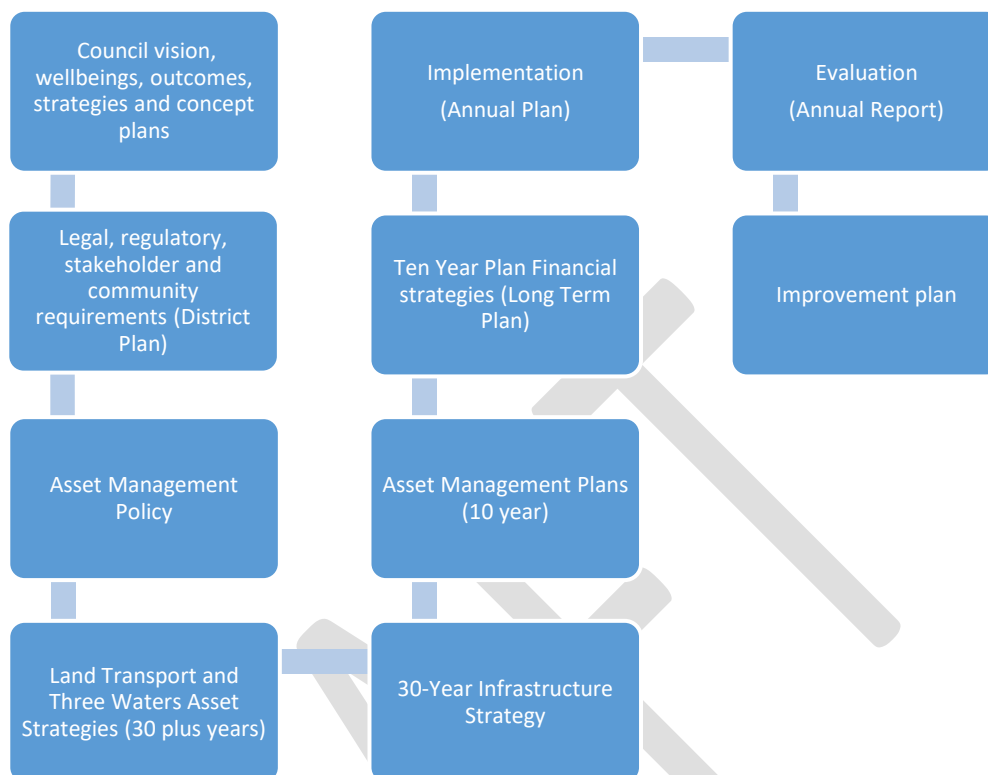 Council vision,
wellbeings, outcomes,
strategies and concept
plans
Legal, regulatory,
stakeholder and
community
requirements (District
Plan)
Asset Management
Policy
Land Transport and
Three Waters Asset
Strategies (30 plus years)
30-Year Infrastructure
Strategy
Asset Management Plans
(10 year)
Ten Year Plan Financial
strategies (Long Term
Plan)
Implementation
(Annual Plan)
Evaluation
(Annual Report)
Improvement plan